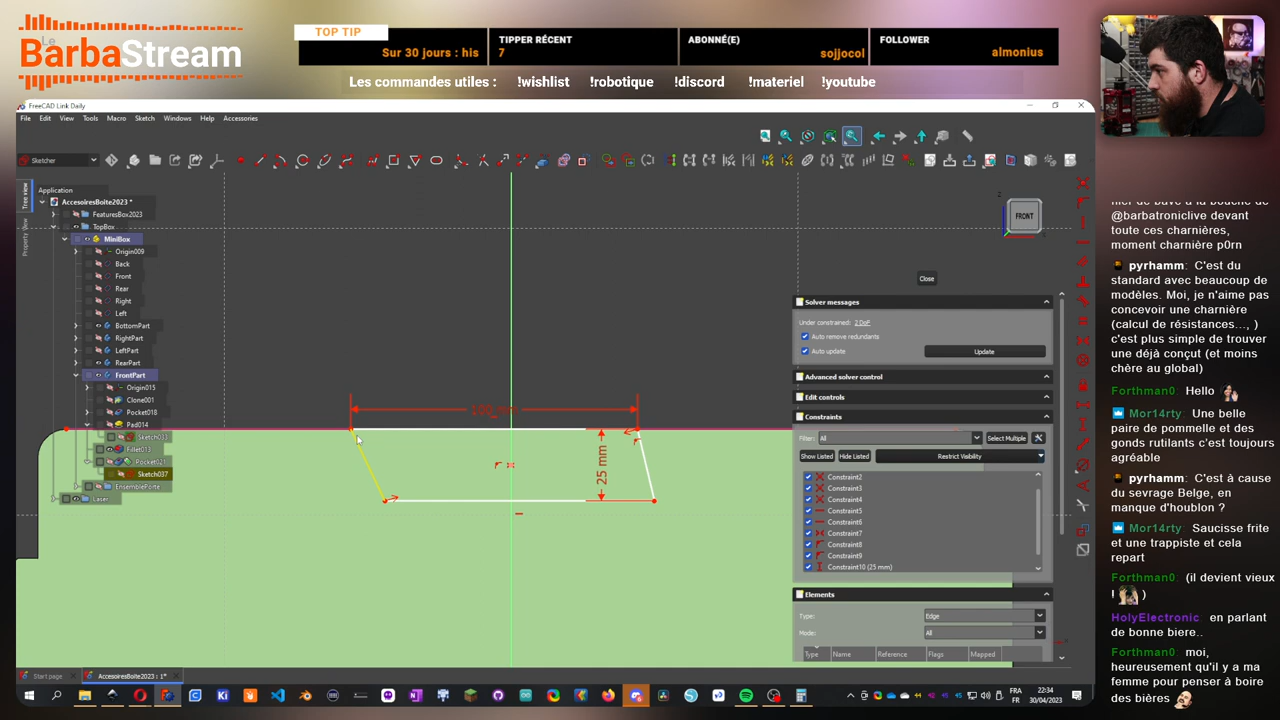 Le
BarbaStream
TOP TIP
Sur 30 jours : his
TIPPER RÉCENT
7
ABONNÉ(E)
sojjocol
FOLLOWER
almonius
Les commandes utiles : !wishlist !robotique !discord !materiel !youtube
FreeCAD Link Daily
File Edit View Tools Macro Sketch Windows Help Accessories
Sketcher
Tree view
Property View
Application
AccesoiresBoite2023 *
FeaturesBox2023
TopBox
MiniBox
Origin009
Back
Front
Rear
Right
Left
BottomPart
RightPart
LeftPart
RearPart
FrontPart
Origin015
Clone001
Pocket018
Pad014
Sketch033
Fillet013
Pocket021
Sketch037
EnsemblePorte
Laser
25 mm
FRONT
Close
Solver messages
Under constrained: 2 DoF
Auto remove redundants
Auto update
Update
Advanced solver control
Edit controls
Constraints
Filter: All
Select Multiple
Show Listed
Hide Listed
Restrict Visibility
Constraint2
Constraint3
Constraint4
Constraint5
Constraint6
Constraint7
Constraint8
Constraint9
Constraint10 (25 mm)
Elements
Type: Edge
Mode: All
Type Name Reference Flags Mapped
Start page
AccesoiresBoite2023 : 1*
FRA
FR
22:34
30/04/2023
mer de bave à la bouche de
@barbatroniclive devant
toute ces charnières,
moment charnière p0rn
pyrhamm: C'est du
standard avec beaucoup de
modèles. Moi, je n'aime pas
concevoir une charnière
(calcul de résistances..., )
c'est plus simple de trouver
une déjà conçut (et moins
chère au global)
Forthman0: Hello
Mor14rty: Une belle
paire de pommelle et des
gonds rutilants c'est toujours
agréable
pyrhamm: C'est à cause
du sevrage Belge, en
manque d'houblon ?
Mor14rty: Saucisse frite
et une trappiste et cela
repart
Forthman0: (il devient vieux
! )
HolyElectronic: en parlant
de bonne biere..
Forthman0: moi,
heureusement qu'il y a ma
femme pour penser à boire
des bières